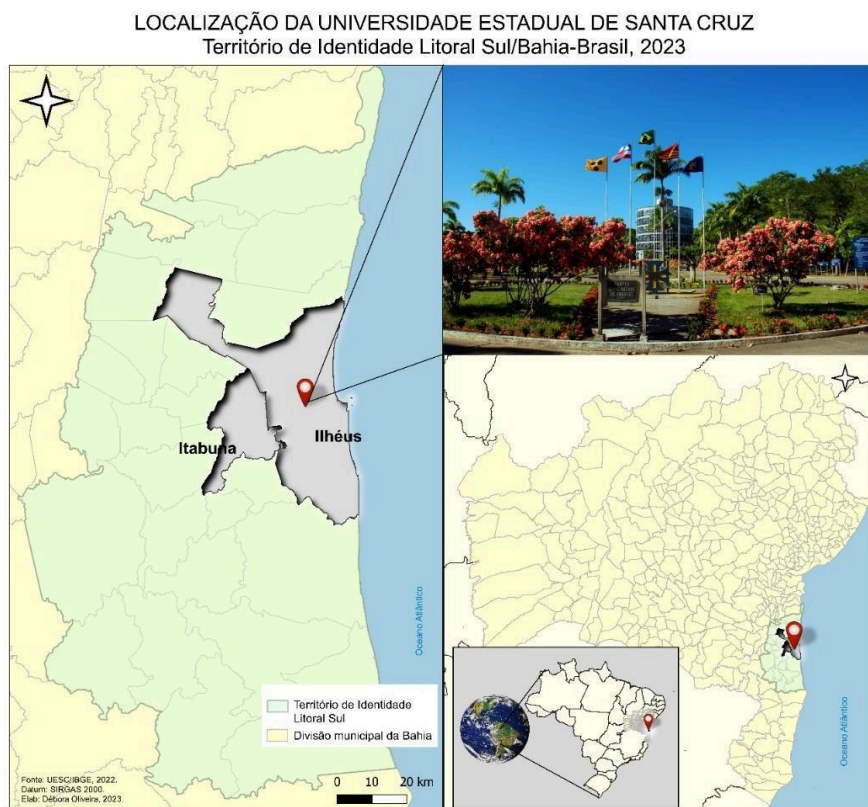 LOCALIZAÇÃO DA UNIVERSIDADE ESTADUAL DE SANTA CRUZ
Território de Identidade Litoral Sul/Bahia-Brasil, 2023
Itabuna
Ilhéus
Oceano Atlântico
Território de Identidade
Litoral Sul
Divisão municipal da Bahia
Fonte: UESC/IBGE, 2022.
Datum: SIRGAS 2000.
Elab: Débora Oliveira, 2023.
0 10 20 km
Oceano Atlântico